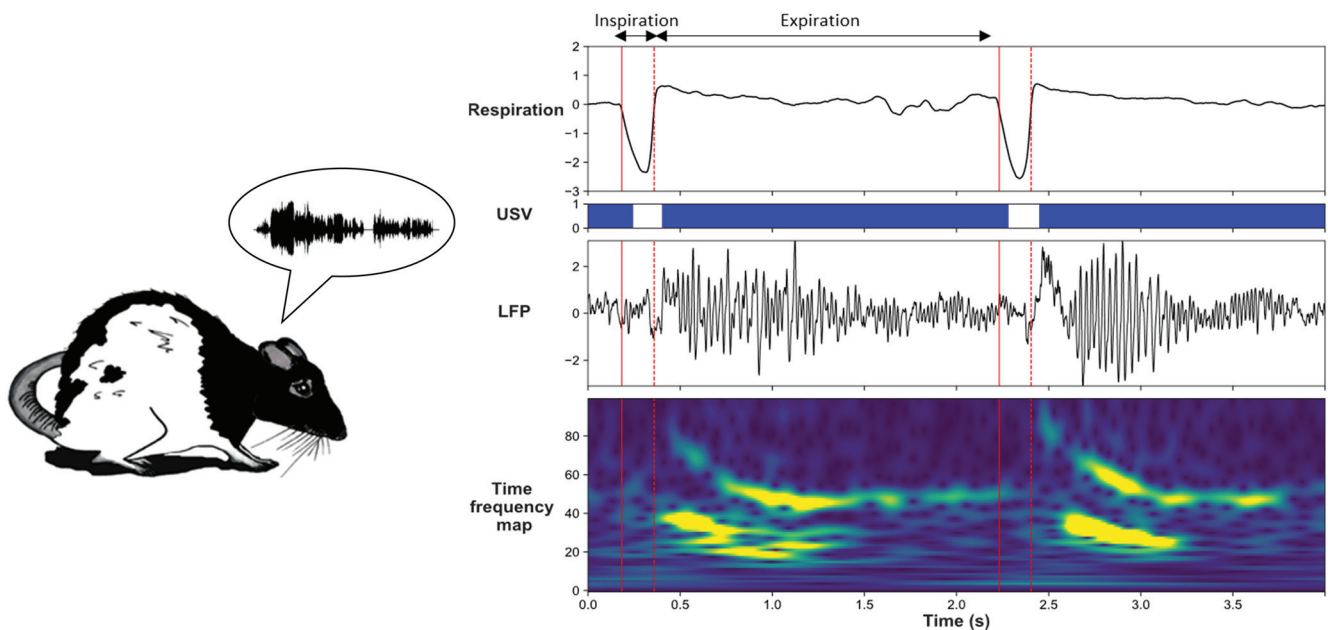 Inspiration Expiration
2
1
0
−1
−2
−3
Respiration
1
0
USV
2
0
−2
LFP
80
60
40
20
0
Time
frequency
map
0.0 0.5 1.0 1.5 2.0 2.5 3.0 3.5
Time (s)